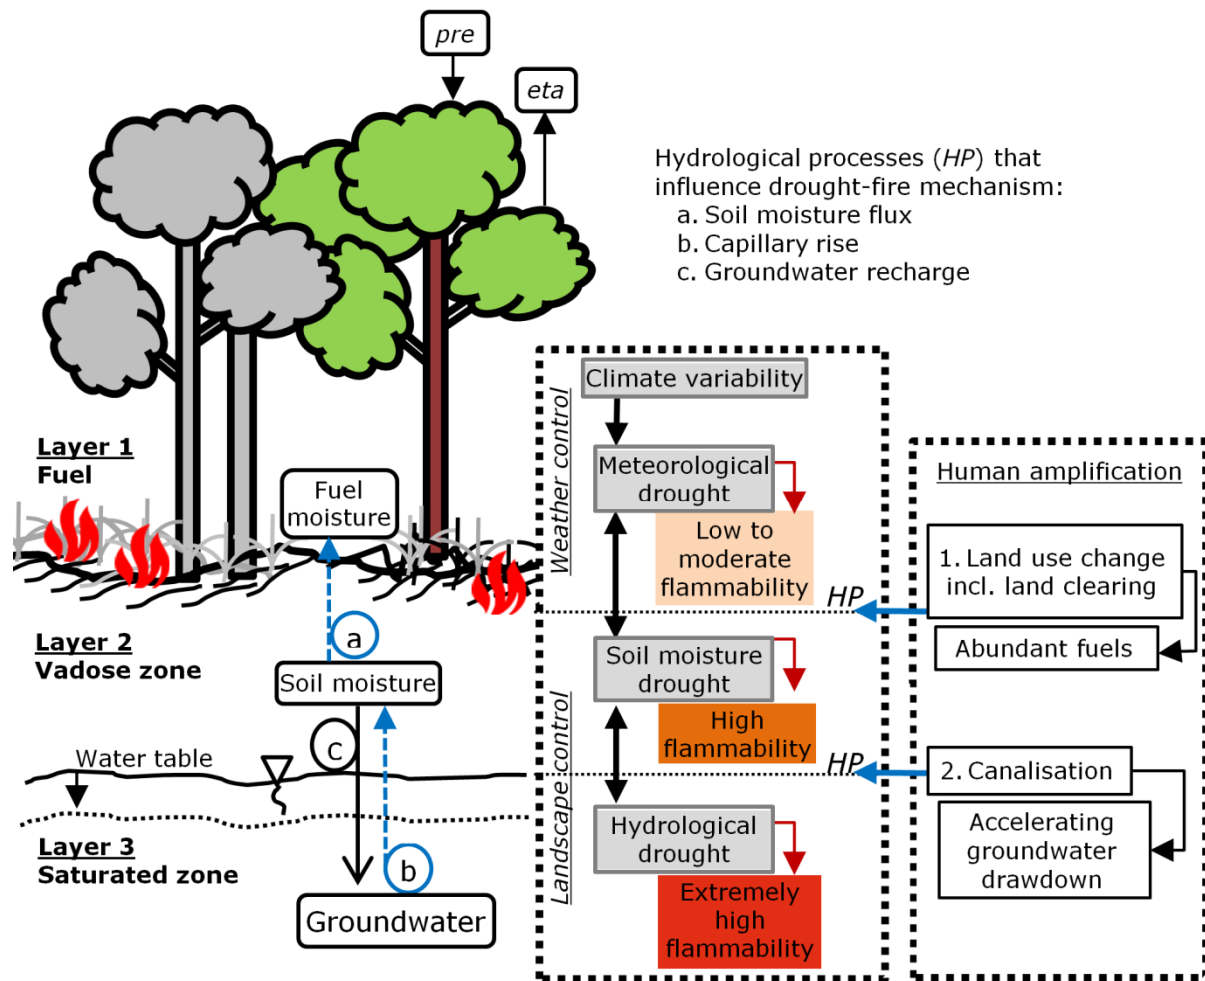 pre
eta
Hydrological processes (HP) that
influence drought-fire mechanism:
a. Soil moisture flux
b. Capillary rise
c. Groundwater recharge
Layer 1
Fuel
Fuel
moisture
a
Layer 2
Vadose zone
Soil moisture
c
Water table
Layer 3
Saturated zone
b
Groundwater
Weather control
Landscape control
Climate variability
Meteorological
drought
Low to
moderate
flammability
HP
Soil moisture
drought
High
flammability
HP
Hydrological
drought
Extremely
high
flammability
Human amplification
1. Land use change
incl. land clearing
Abundant fuels
2. Canalisation
Accelerating
groundwater
drawdown